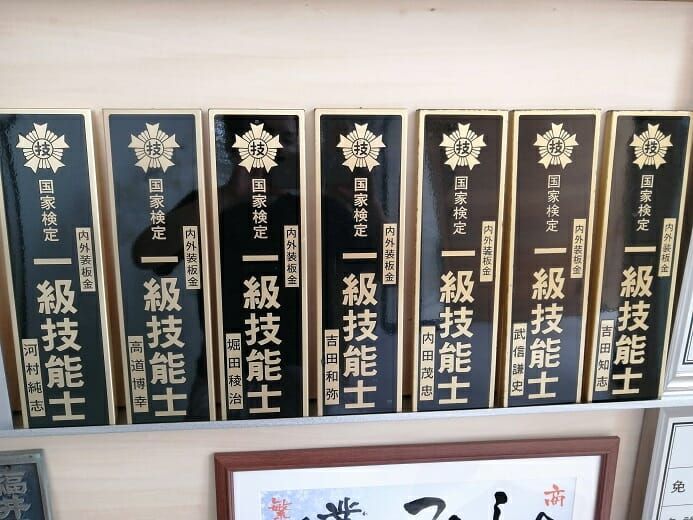 技
国家検定
内外装板金
一級技能士
河村純志
技
国家検定
内外装板金
一級技能士
高道博幸
技
国家検定
内外装板金
一級技能士
堀田稜治
技
国家検定
内外装板金
一級技能士
吉田和弥
技
国家検定
内外装板金
一級技能士
内田茂忠
技
国家検定
内外装板金
一級技能士
武信謙史
技
国家検定
内外装板金
一級技能士
吉田知志
福井
商
繁
免